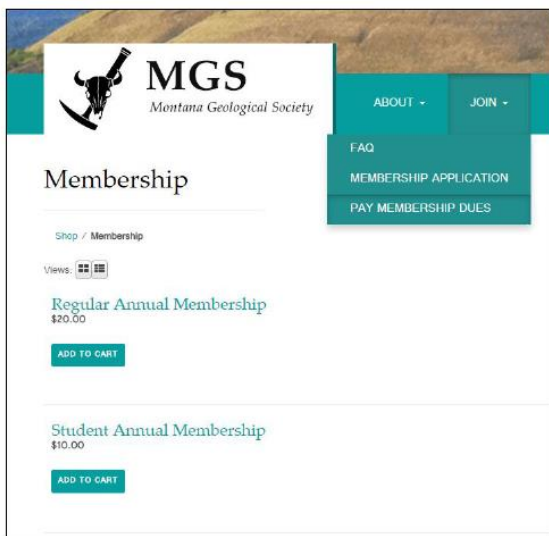 MGS
Montana Geological Society
ABOUT
JOIN
FAQ
MEMBERSHIP APPLICATION
PAY MEMBERSHIP DUES
Membership
Shop / Membership
Views:
Regular Annual Membership
$20.00
ADD TO CART
Student Annual Membership
$10.00
ADD TO CART